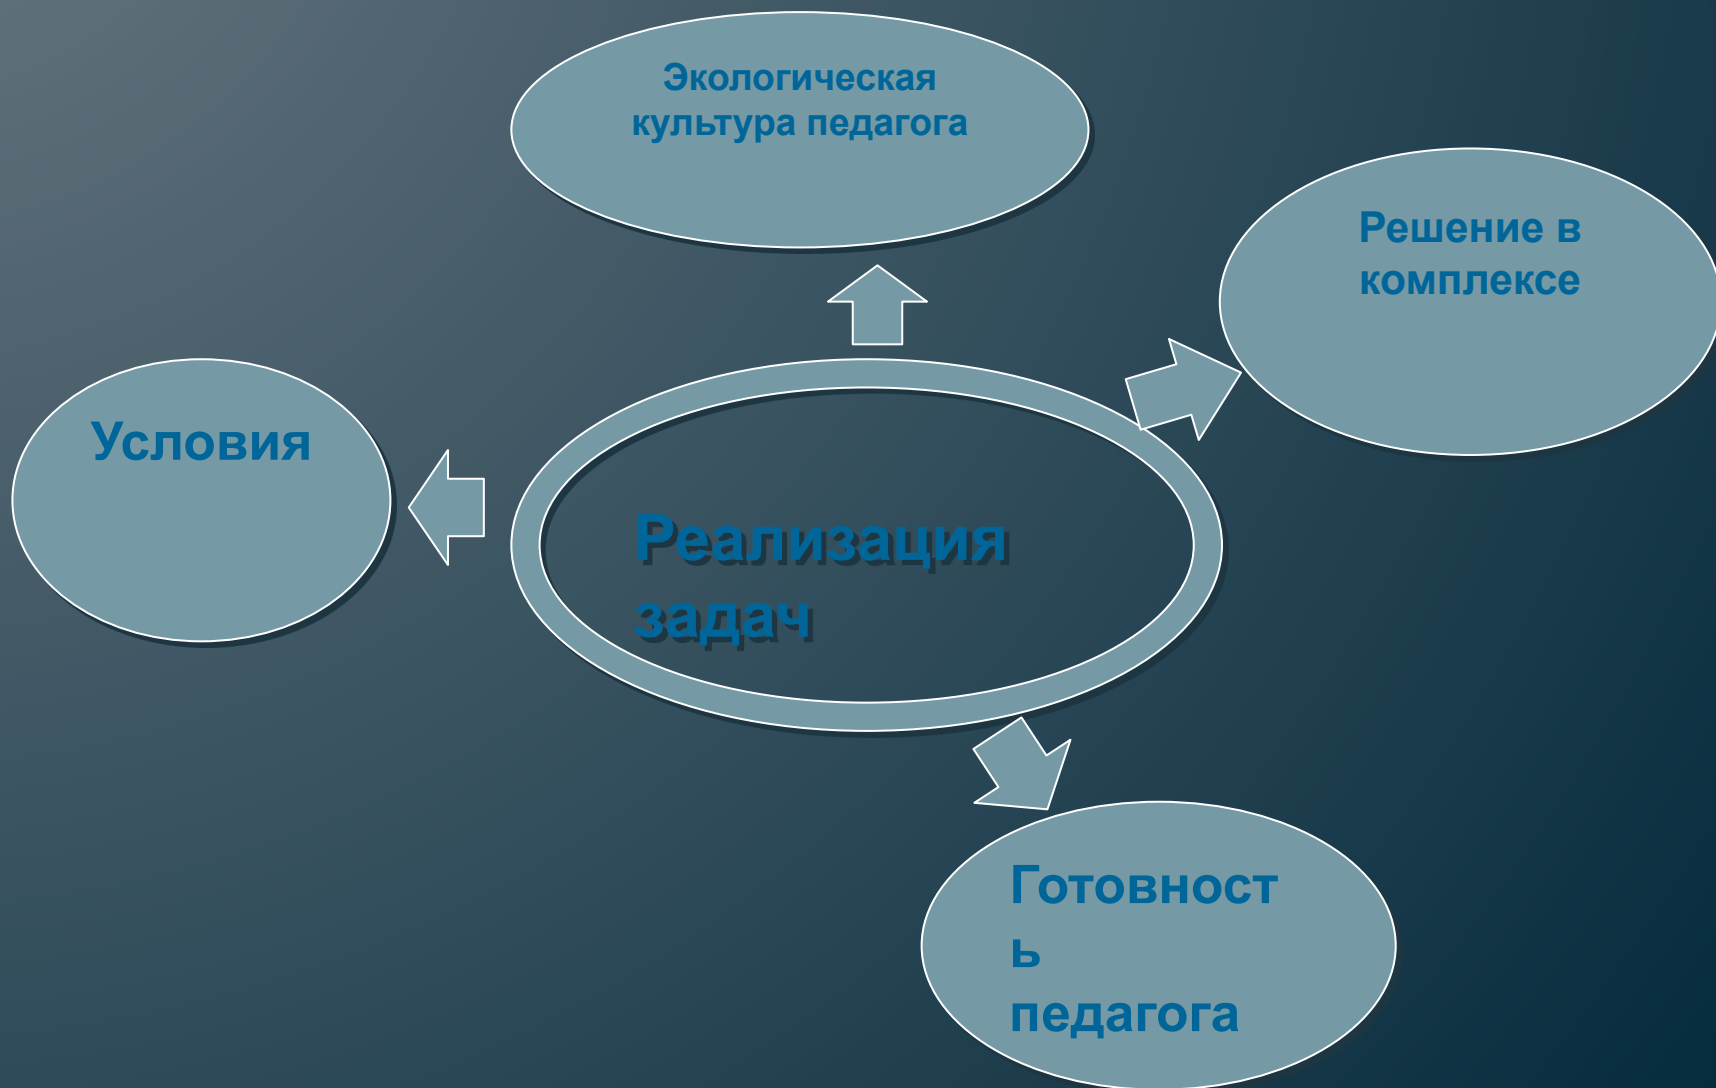 Экологическая
культура педагога
Решение в
комплексе
Условия
Реализация
задач
Готовност
ь
педагога